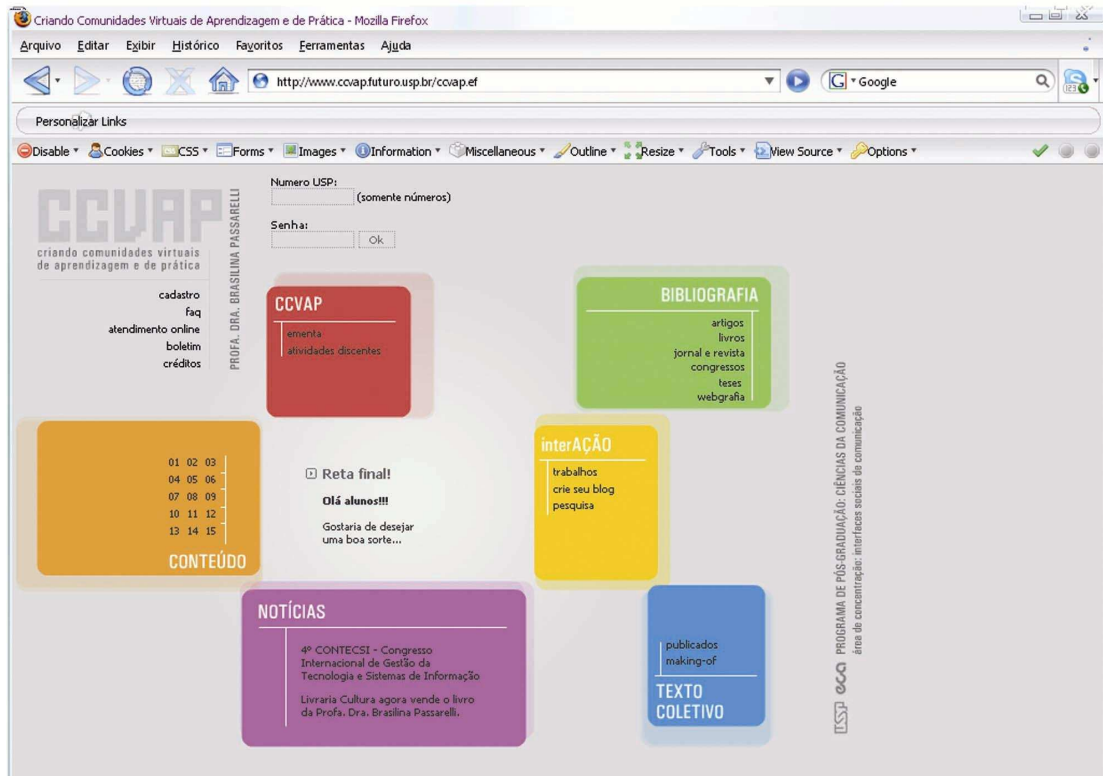 Criando Comunidades Virtuais de Aprendizagem e de Prática - Mozilla Firefox
Arquivo Editar Exibir Histórico Favoritos Ferramentas Ajuda
http://www.ccvap.futuro.usp.br/ccvap.ef
G Google
Personalizar Links
Disable Cookies CSS Forms Images Information Miscellaneous Outline Resize Tools View Source Options
CCVAP
criando comunidades virtuais
de aprendizagem e de prática
PROFA. DRA. BRASILINA PASSARELLI
Numero USP:
(somente números)
Senha:
Ok
cadastro
faq
atendimento online
boletim
créditos
CCVAP
ementa
atividades discentes
BIBLIOGRAFIA
artigos
livros
jornal e revista
congressos
teses
webgrafia
01 02 03
04 05 06
07 08 09
10 11 12
13 14 15
CONTEÚDO
Reta final!
Olá alunos!!!
Gostaria de desejar
uma boa sorte...
interAÇÃO
trabalhos
crie seu blog
pesquisa
NOTÍCIAS
4º CONTECSI - Congresso
Internacional de Gestão da
Tecnologia e Sistemas de Informação
Livraria Cultura agora vende o livro
da Profa. Dra. Brasilina Passarelli.
publicados
making-of
TEXTO
COLETIVO
USP eca PROGRAMA DE PÓS-GRADUAÇÃO: CIÊNCIAS DA COMUNICAÇÃO
área de concentração: interfaces sociais de comunicação